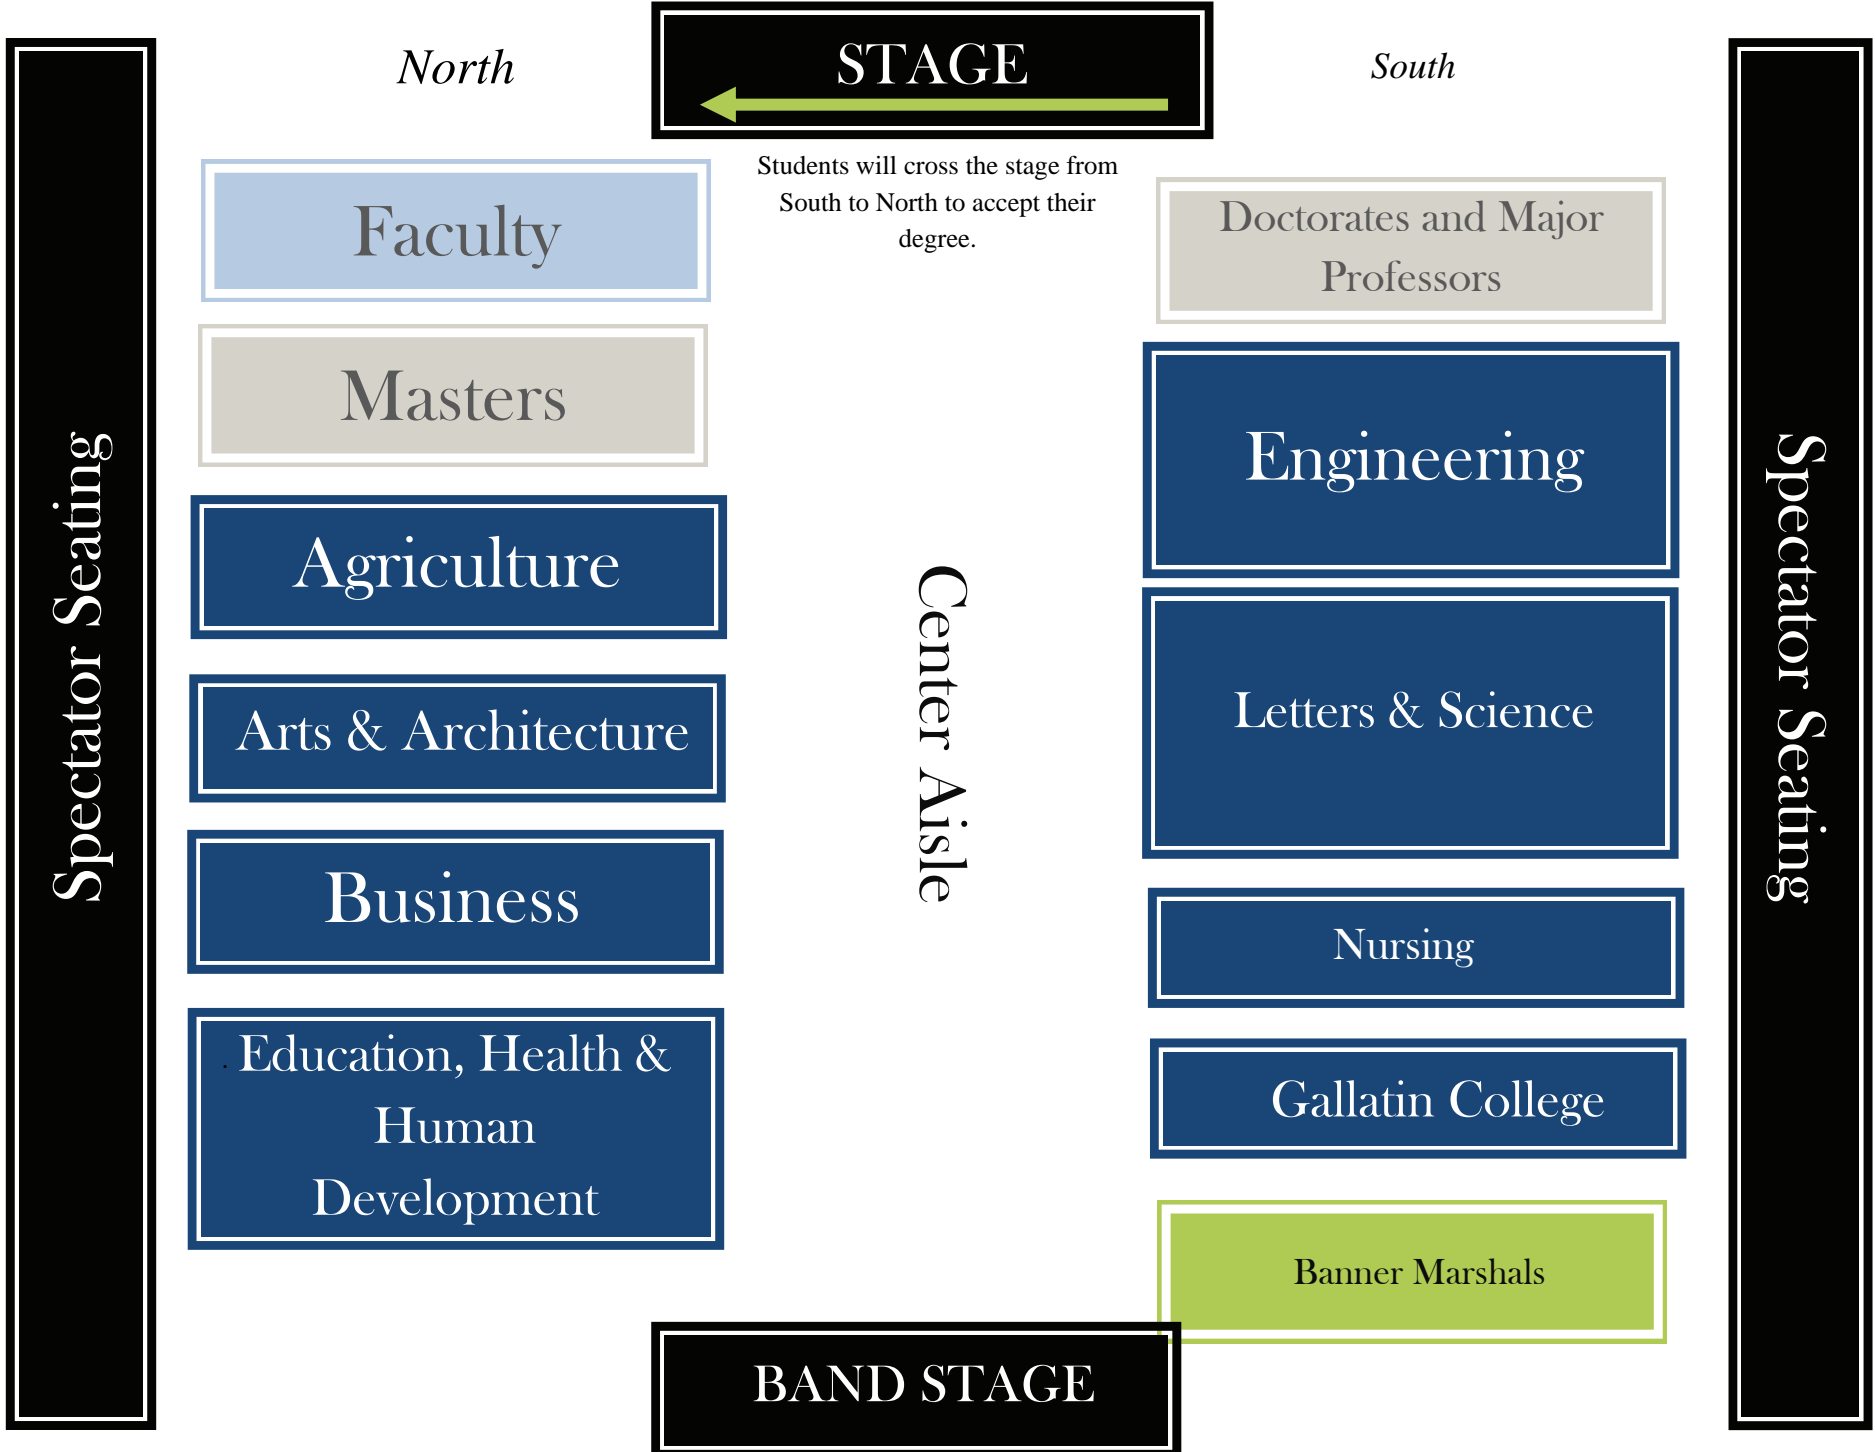 North
STAGE
South
Students will cross the stage from
South to North to accept their
degree.
Spectator Seating
Faculty
Masters
Agriculture
Arts & Architecture
Business
. Education, Health &
Human
Development
Center Aisle
Doctorates and Major
Professors
Engineering
Letters & Science
Nursing
Gallatin College
Banner Marshals
Spectator Seating
BAND STAGE